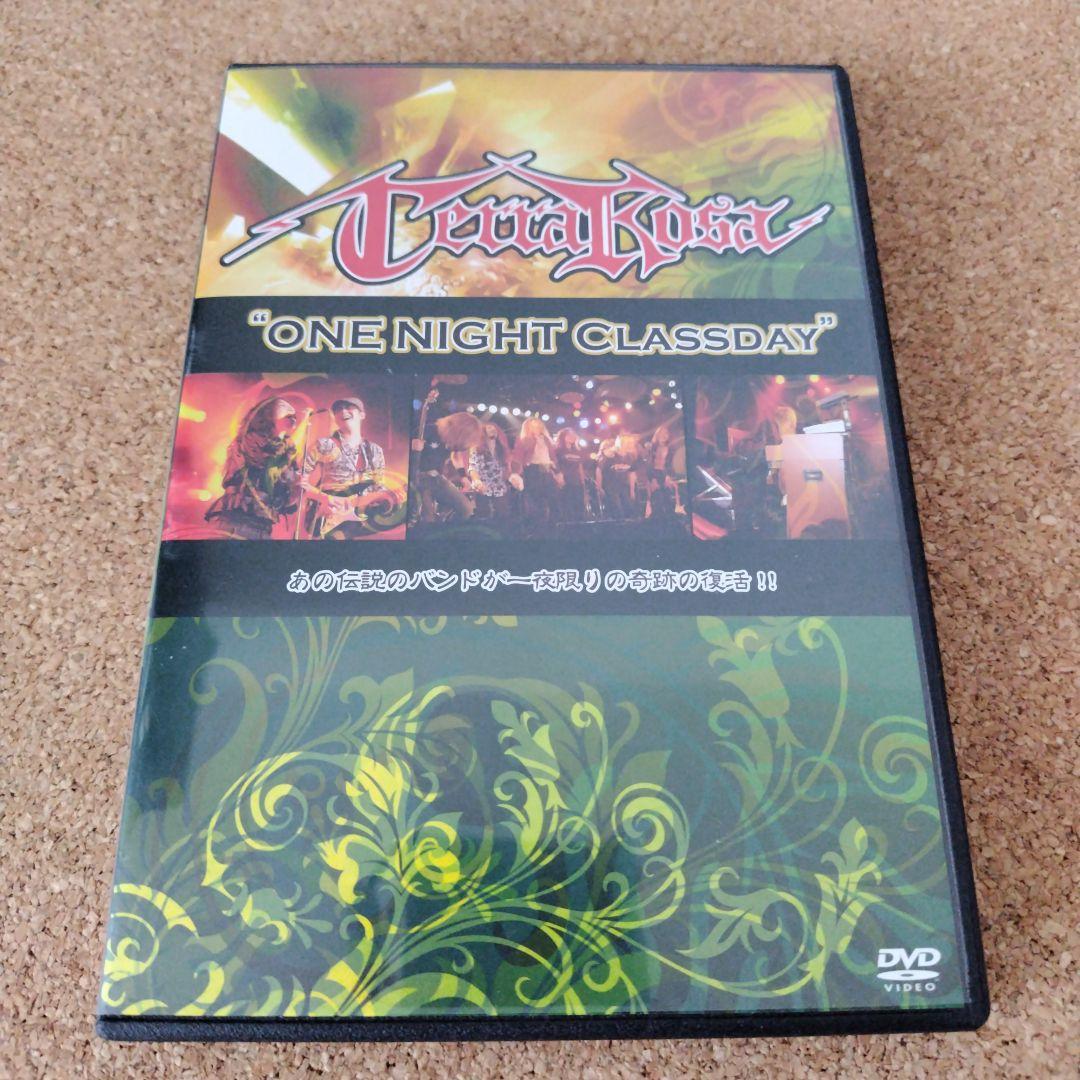 TerraRosa
“ONE NIGHT CLASSDAY”
あの伝説のバンドが一夜限りの奇跡の復活!!
DVD
VIDEO